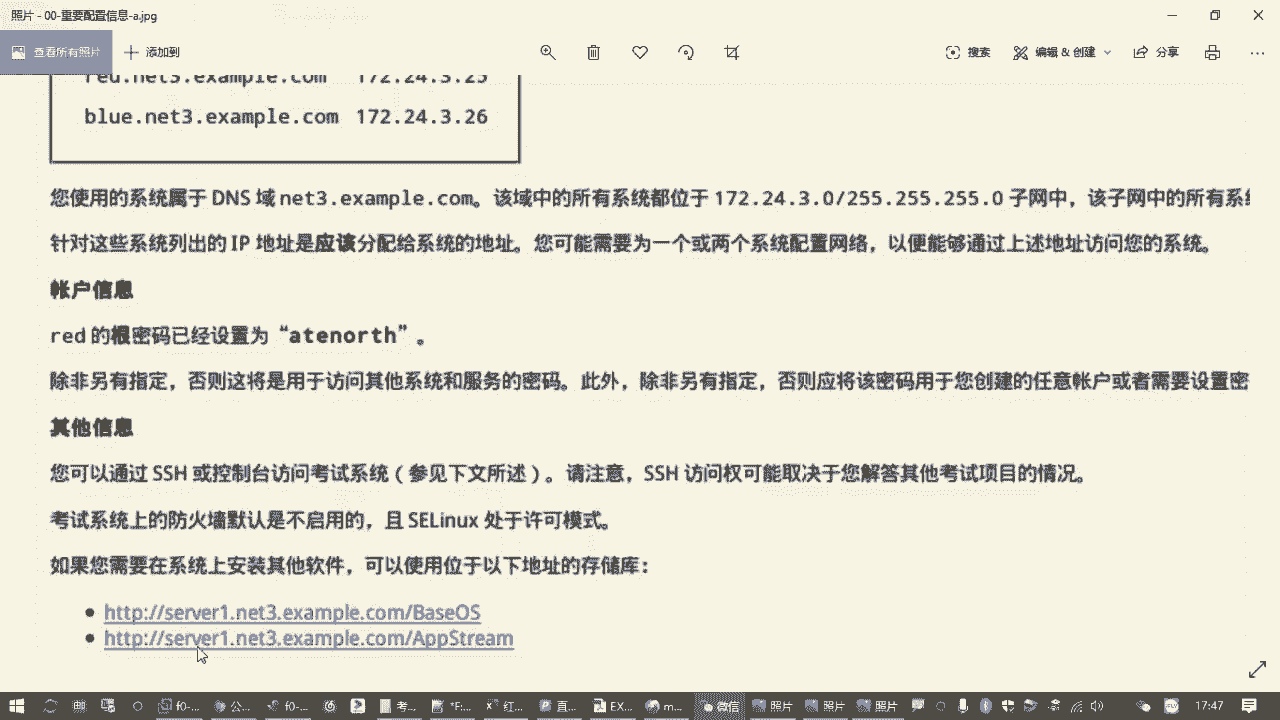 照片 - 00-重要配置信息-a.jpg
查看所有照片 添加到 搜索 编辑 & 创建 分享
red.net3.example.com 172.24.3.25
blue.net3.example.com 172.24.3.26
您使用的系统属于 DNS 域 net3.example.com。该域中的所有系统都位于 172.24.3.0/255.255.255.0 子网中，该子网中的所有系
针对这些系统列出的 IP 地址是应该分配给系统的地址。您可能需要为一个或两个系统配置网络，以便能够通过上述地址访问您的系统。
帐户信息
red 的根密码已经设置为“atenorth”。
除非另有指定，否则这将是用于访问其他系统和服务的密码。此外，除非另有指定，否则应将该密码用于您创建的任意帐户或者需要设置密
其他信息
您可以通过 SSH 或控制台访问考试系统（参见下文所述）。请注意，SSH 访问权可能取决于您解答其他考试项目的情况。
考试系统上的防火墙默认是不启用的，且 SELinux 处于许可模式。
如果您需要在系统上安装其他软件，可以使用位于以下地址的存储库：
http://server1.net3.example.com/BaseOS
http://server1.net3.example.com/AppStream
f0-... 公... f0-... 考... *E... 红... 直... EX... m... 微信 照片 照片 照片 17:47